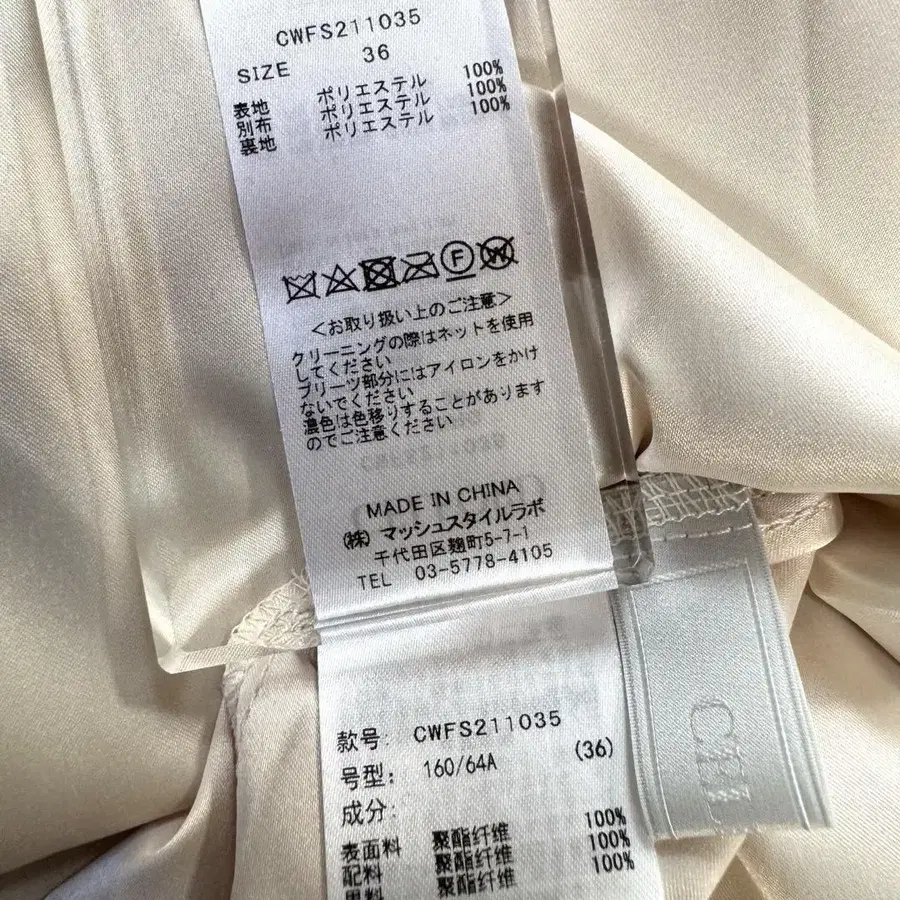 CWFS211035
SIZE 36
表地 ポリエステル 100%
別布 ポリエステル 100%
裏地 ポリエステル 100%
F W
<お取り扱い上のご注意>
クリーニングの際はネットを使用
してください
プリーツ部分にはアイロンをかけ
ないでください
濃色は色移りすることがあります
のでご注意ください
MADE IN CHINA
(株) マッシュスタイルラボ
千代田区麹町5-7-1
TEL 03-5778-4105
款号: CWFS211035
号型: 160/64A (36)
成分:
表面料 聚酯纤维 100%
配料 聚酯纤维 100%
聚酯纤维 100%